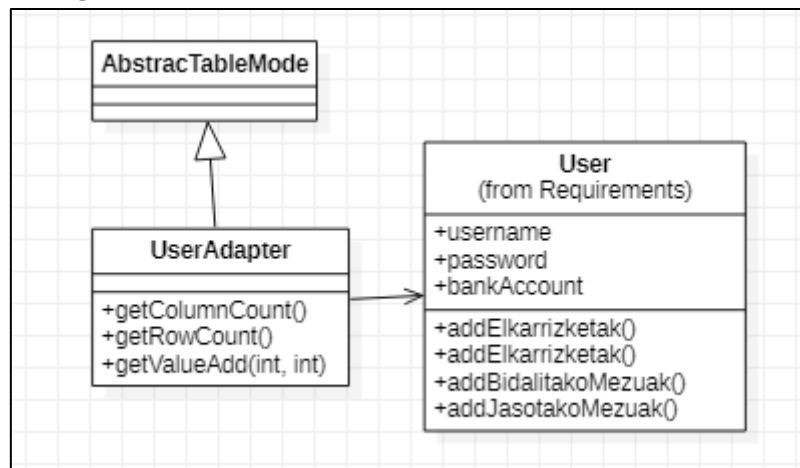 AbstracTableMode
UserAdapter
+getColumnCount()
+getRowCount()
+getValueAdd(int, int)
User
(from Requirements)
+username
+password
+bankAccount
+addElkarrizketak()
+addElkarrizketak()
+addBidalitakoMezuak()
+addJasotakoMezuak()